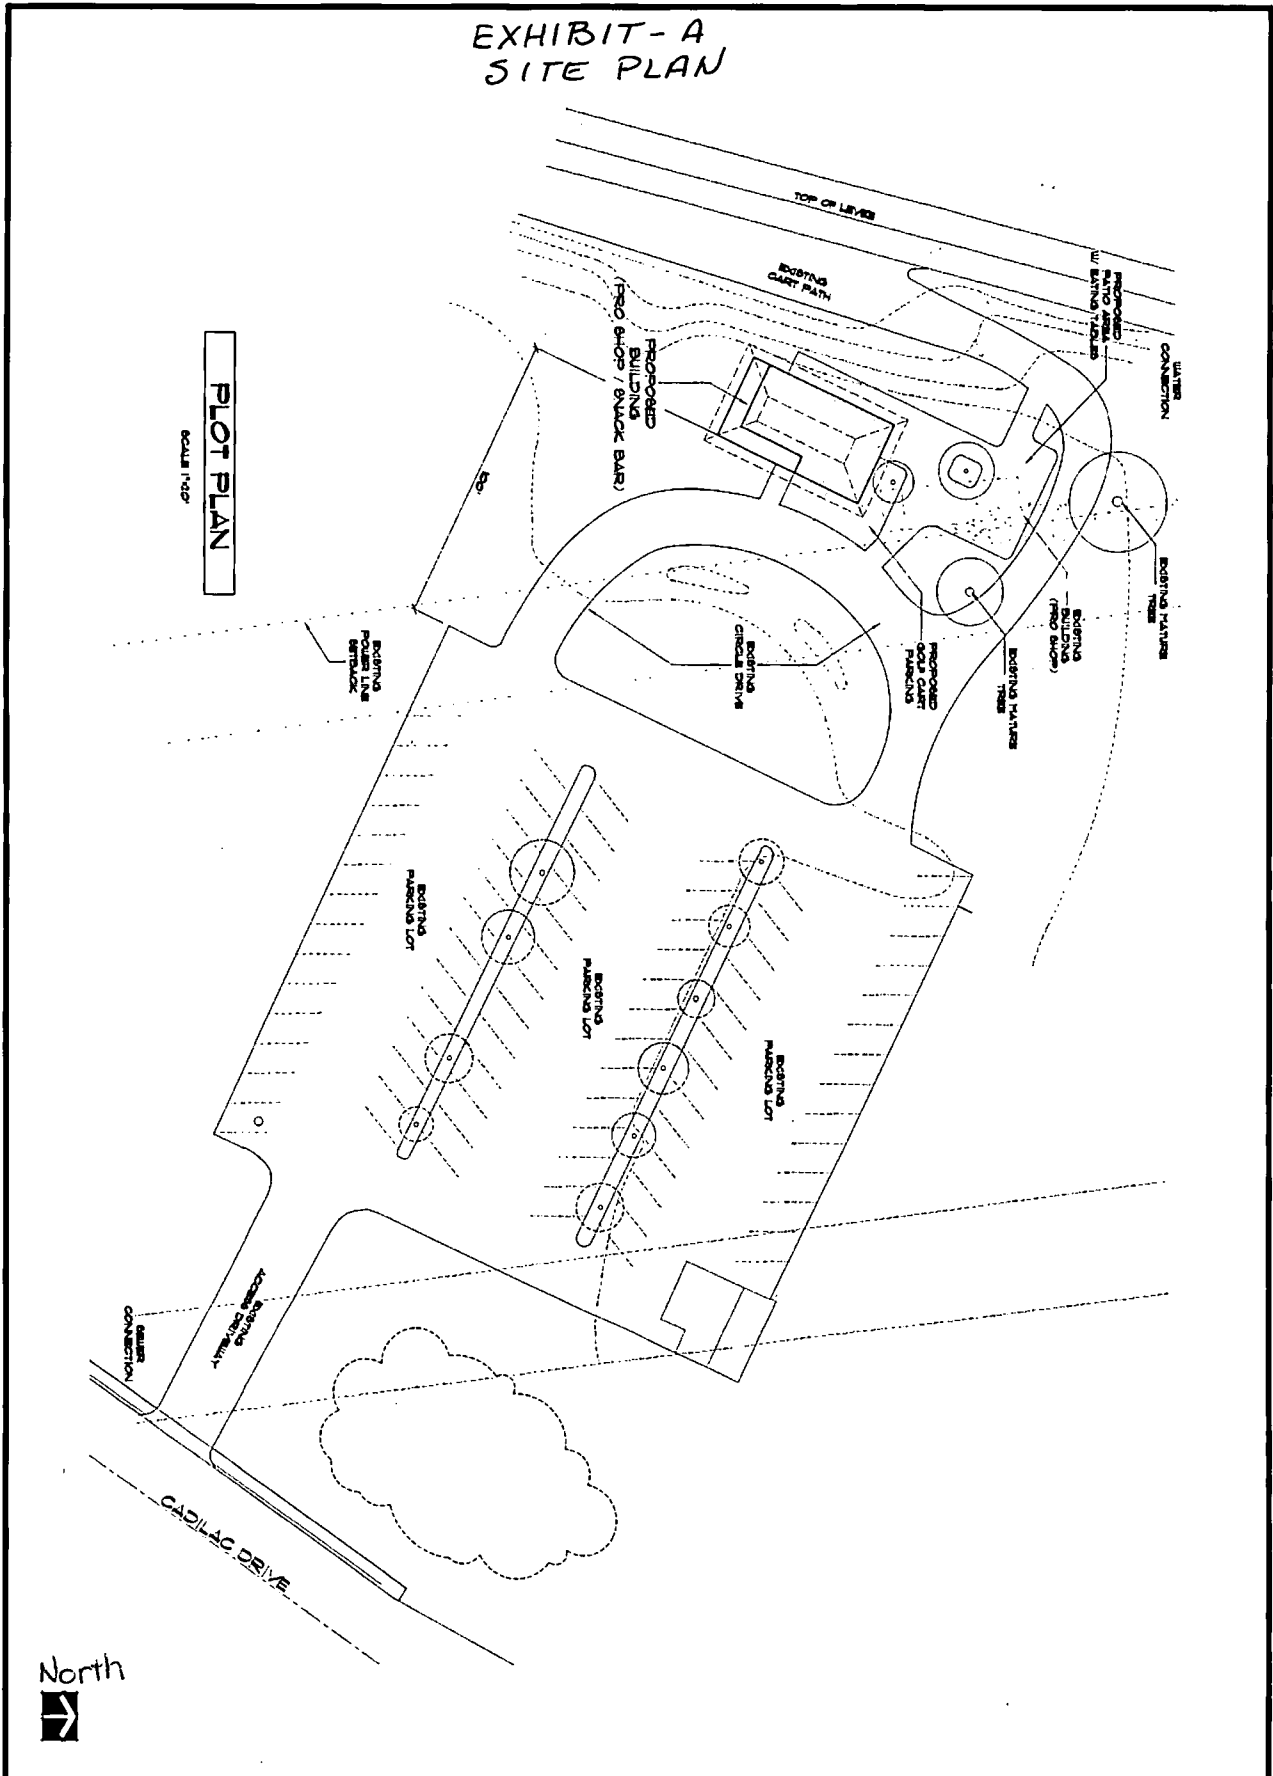 EXHIBIT-A
SITE PLAN
TOP OF LEVEE
EXISTING
CART PATH
PROPOSED
PATIO AREA
W/ EATING TABLES
WATER
CONNECTION
PROPOSED
BUILDING
(PRO SHOP / SNACK BAR)
PLOT PLAN
SCALE 1"=20'
EXISTING MATURE
TREE
EXISTING
BUILDING
(PRO SHOP)
EXISTING MATURE
TREE
PROPOSED
GOLF CART
PARKING
EXISTING
CIRCLE DRIVE
EXISTING
POWER LINE
SETBACK
EXISTING
PARKING LOT
EXISTING
PARKING LOT
EXISTING
PARKING LOT
EXISTING
ACCESS DRIVEWAY
SEWER
CONNECTION
CADILAC DRIVE
North